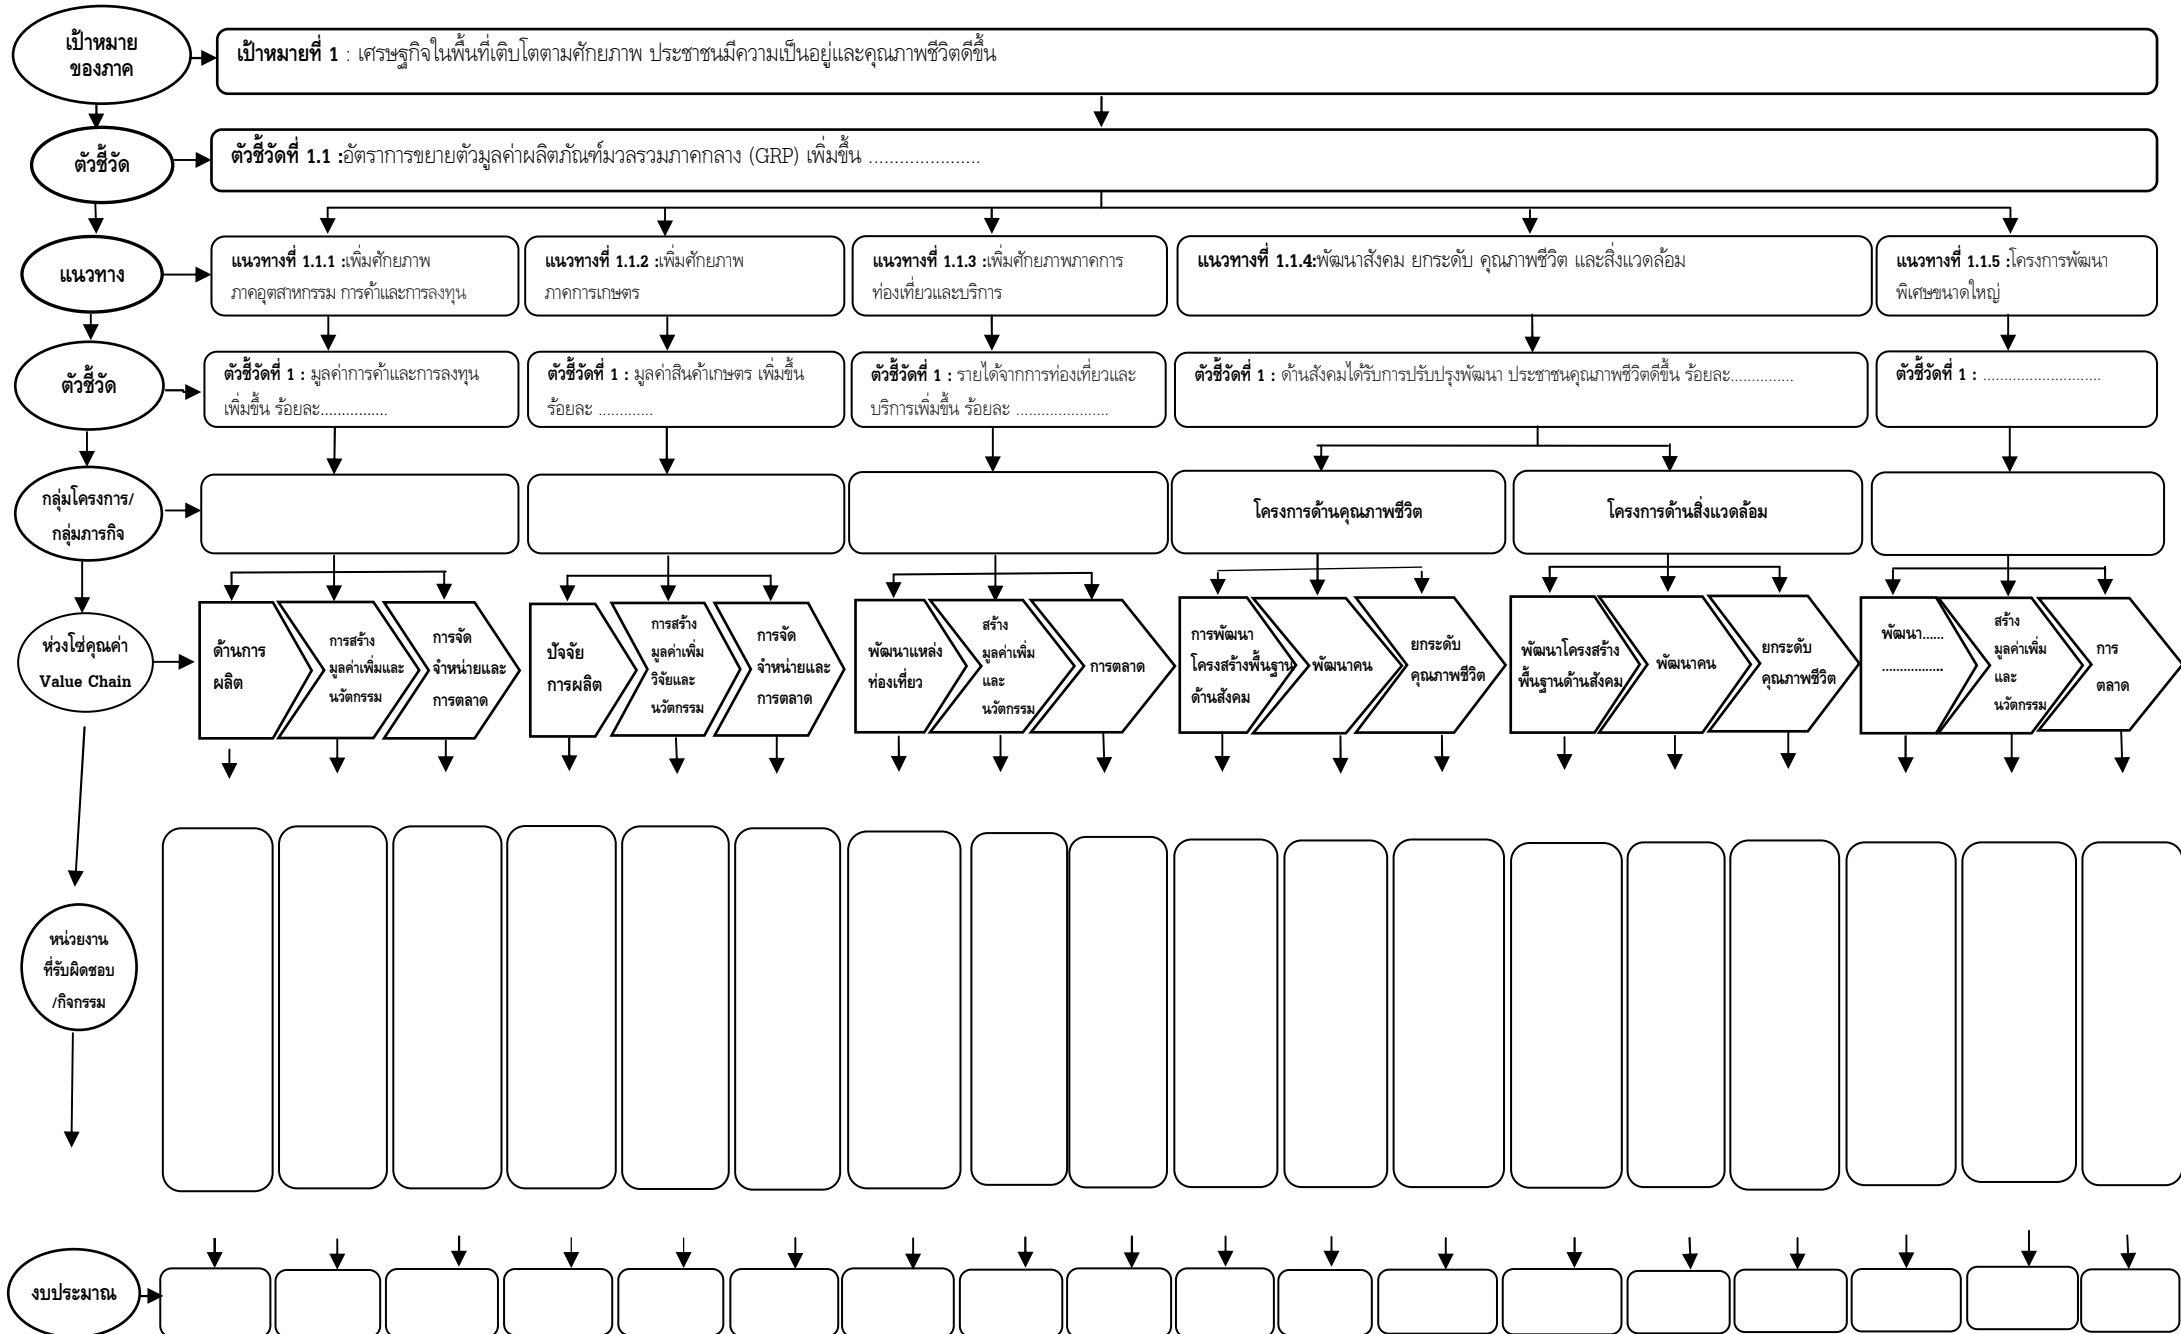 เป้าหมาย
ของภาค
เป้าหมายที่ 1 : เศรษฐกิจในพื้นที่เติบโตตามศักยภาพ ประชาชนมีความเป็นอยู่และคุณภาพชีวิตดีขึ้น
ตัวชี้วัด
ตัวชี้วัดที่ 1.1 :อัตราการขยายตัวมูลค่าผลิตภัณฑ์มวลรวมภาคกลาง (GRP) เพิ่มขึ้น ......................
แนวทาง
แนวทางที่ 1.1.1 :เพิ่มศักยภาพ
ภาคอุตสาหกรรม การค้าและการลงทุน
แนวทางที่ 1.1.2 :เพิ่มศักยภาพ
ภาคการเกษตร
แนวทางที่ 1.1.3 :เพิ่มศักยภาพภาคการ
ท่องเที่ยวและบริการ
แนวทางที่ 1.1.4:พัฒนาสังคม ยกระดับ คุณภาพชีวิต และสิ่งแวดล้อม
แนวทางที่ 1.1.5 :โครงการพัฒนา
พิเศษขนาดใหญ่
ตัวชี้วัด
ตัวชี้วัดที่ 1 : มูลค่าการค้าและการลงทุน
เพิ่มขึ้น ร้อยละ................
ตัวชี้วัดที่ 1 : มูลค่าสินค้าเกษตร เพิ่มขึ้น
ร้อยละ .............
ตัวชี้วัดที่ 1 : รายได้จากการท่องเที่ยวและ
บริการเพิ่มขึ้น ร้อยละ ......................
ตัวชี้วัดที่ 1 : ด้านสังคมได้รับการปรับปรุงพัฒนา ประชาชนคุณภาพชีวิตดีขึ้น ร้อยละ...............
ตัวชี้วัดที่ 1 : ............................
กลุ่มโครงการ/
กลุ่มภารกิจ
โครงการด้านคุณภาพชีวิต
โครงการด้านสิ่งแวดล้อม
ห่วงโซ่คุณค่า
Value Chain
ด้านการ
ผลิต
การสร้าง
มูลค่าเพิ่มและ
นวัตกรรม
การจัด
จำหน่ายและ
การตลาด
ปัจจัย
การผลิต
การสร้าง
มูลค่าเพิ่ม
วิจัยและ
นวัตกรรม
การจัด
จำหน่ายและ
การตลาด
พัฒนาแหล่ง
ท่องเที่ยว
สร้าง
มูลค่าเพิ่ม
และ
นวัตกรรม
การตลาด
การพัฒนา
โครงสร้างพื้นฐาน
ด้านสังคม
พัฒนาคน
ยกระดับ
คุณภาพชีวิต
พัฒนาโครงสร้าง
พื้นฐานด้านสังคม
พัฒนาคน
ยกระดับ
คุณภาพชีวิต
พัฒนา......
.................
สร้าง
มูลค่าเพิ่ม
และ
นวัตกรรม
การ
ตลาด
หน่วยงาน
ที่รับผิดชอบ
/กิจกรรม
งบประมาณ